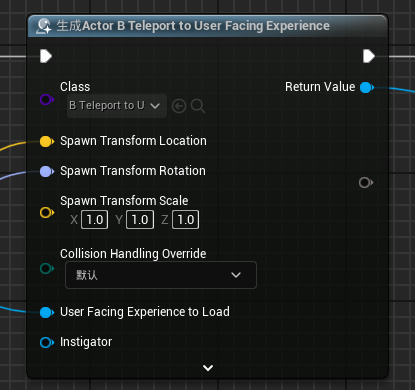 生成Actor B Teleport to User Facing Experience
Class
Return Value
B Teleport to U
Spawn Transform Location
Spawn Transform Rotation
Spawn Transform Scale
X 1.0 Y 1.0 Z 1.0
Collision Handling Override
默认
User Facing Experience to Load
Instigator